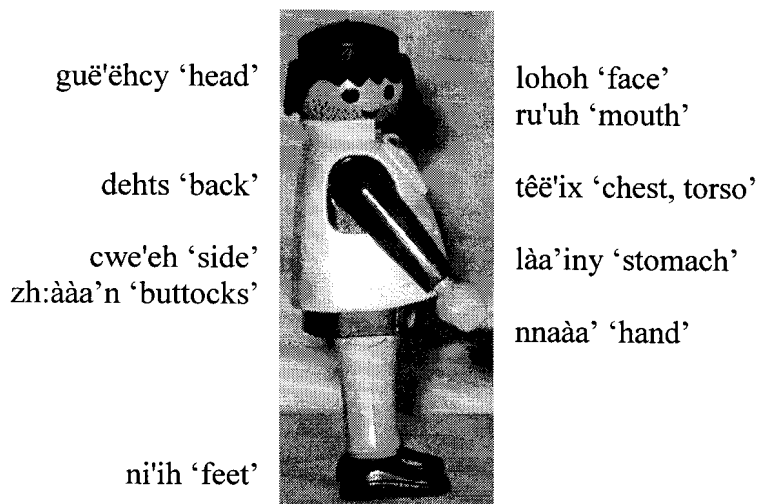 guë'ëhcy ‘head’
dehts ‘back’
cwe'eh ‘side’
zh:ààa’n ‘buttocks’
ni'ih ‘feet’
lohoh ‘face’
ru'uh ‘mouth’
têë'ix ‘chest, torso’
làa’iny ‘stomach’
nnaàa’ ‘hand’